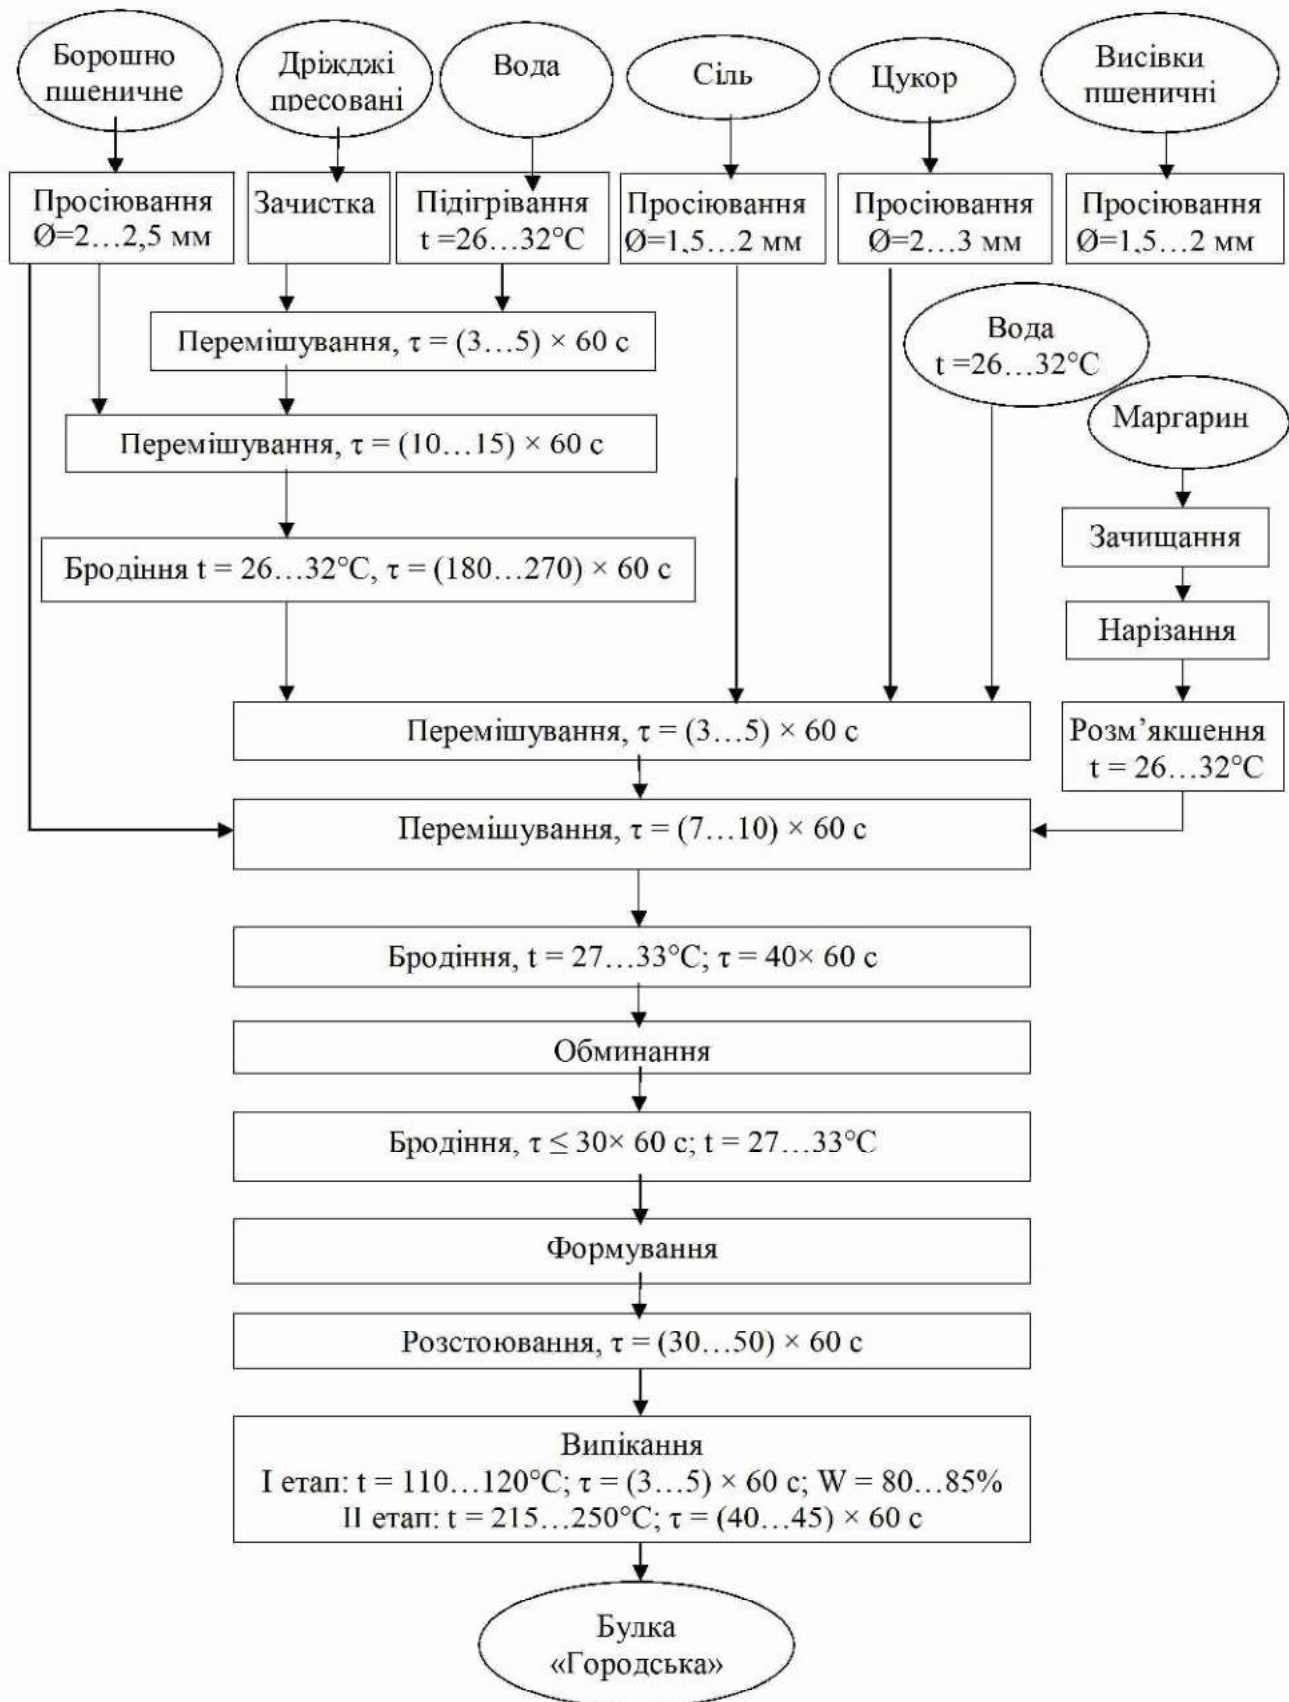 Борошно
пшеничне
Дріжджі
пресовані
Вода
Сіль
Цукор
Висівки
пшеничні
Просіювання
Ø=2…2,5 мм
Зачистка
Підігрівання
t =26…32°С
Просіювання
Ø=1,5…2 мм
Просіювання
Ø=2…3 мм
Просіювання
Ø=1,5…2 мм
Перемішування, τ = (3…5) × 60 с
Вода
t =26…32°С
Маргарин
Перемішування, τ = (10…15) × 60 с
Зачищання
Бродіння t = 26…32°С, τ = (180…270) × 60 с
Нарізання
Перемішування, τ = (3…5) × 60 с
Розм’якшення
t = 26…32°С
Перемішування, τ = (7…10) × 60 с
Бродіння, t = 27…33°С; τ = 40× 60 с
Обминання
Бродіння, τ ≤ 30× 60 с; t = 27…33°С
Формування
Розстоювання, τ = (30…50) × 60 с
Випікання
I етап: t = 110…120°С; τ = (3…5) × 60 с; W = 80…85%
II етап: t = 215…250°С; τ = (40…45) × 60 с
Булка
«Городська»